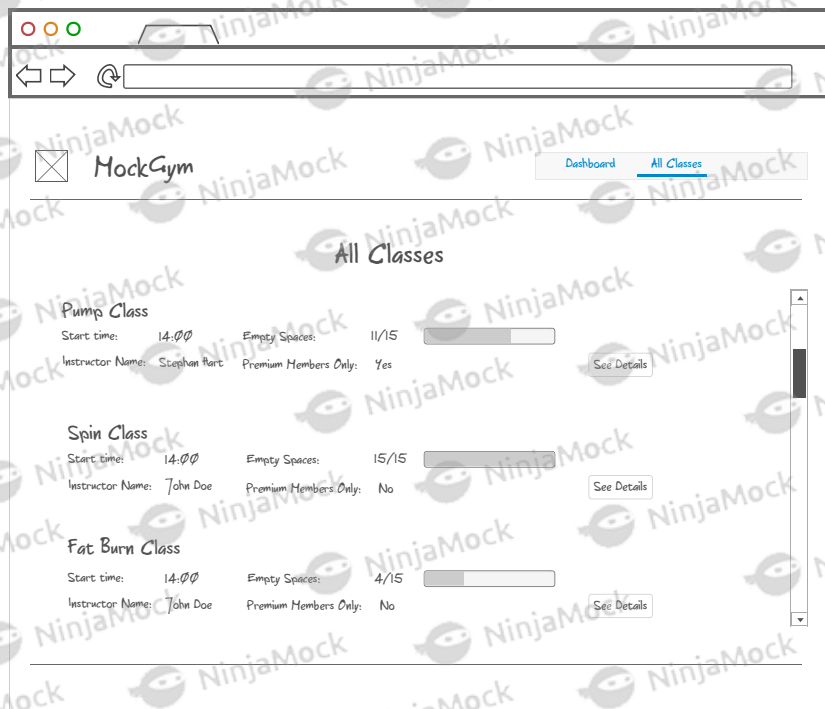 MockGym
Dashboard All Classes
All Classes
Pump Class
Start time: 14:00 Empty Spaces: 11/15
Instructor Name: Stephan Hart Premium Members Only: Yes See Details
Spin Class
Start time: 14:00 Empty Spaces: 15/15
Instructor Name: John Doe Premium Members Only: No See Details
Fat Burn Class
Start time: 14:00 Empty Spaces: 4/15
Instructor Name: John Doe Premium Members Only: No See Details
NinjaMock